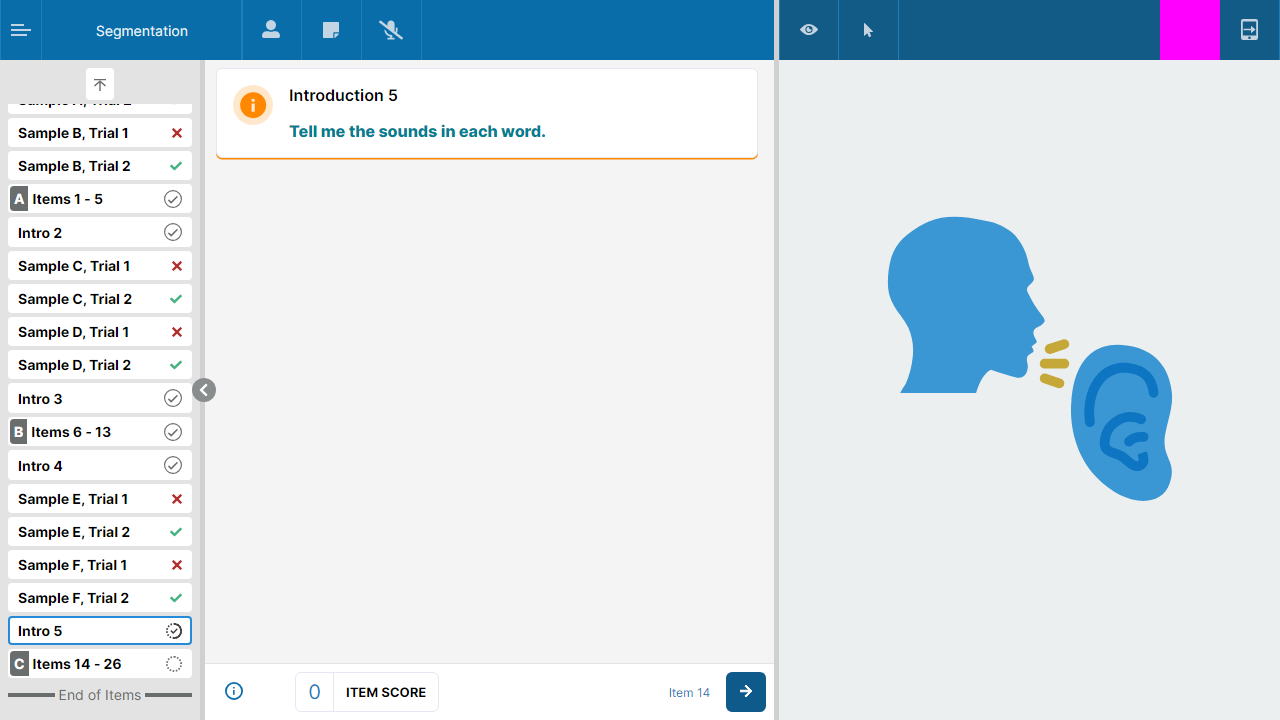 Segmentation
Sample B, Trial 1
Sample B, Trial 2
A Items 1 - 5
Intro 2
Sample C, Trial 1
Sample C, Trial 2
Sample D, Trial 1
Sample D, Trial 2
Intro 3
B Items 6 - 13
Intro 4
Sample E, Trial 1
Sample E, Trial 2
Sample F, Trial 1
Sample F, Trial 2
Intro 5
C Items 14 - 26
End of Items
Introduction 5
Tell me the sounds in each word.
0 ITEM SCORE
Item 14